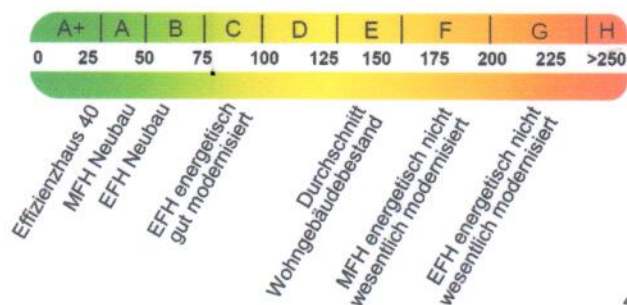 A+ A B C D E F G H
0 25 50 75 100 125 150 175 200 225 >250
Effizienzhaus 40
MFH Neubau
EFH Neubau
EFH energetisch
gut modernisiert
Durchschnitt
Wohngebäudebestand
MFH energetisch nicht
wesentlich modernisiert
EFH energetisch nicht
wesentlich modernisiert